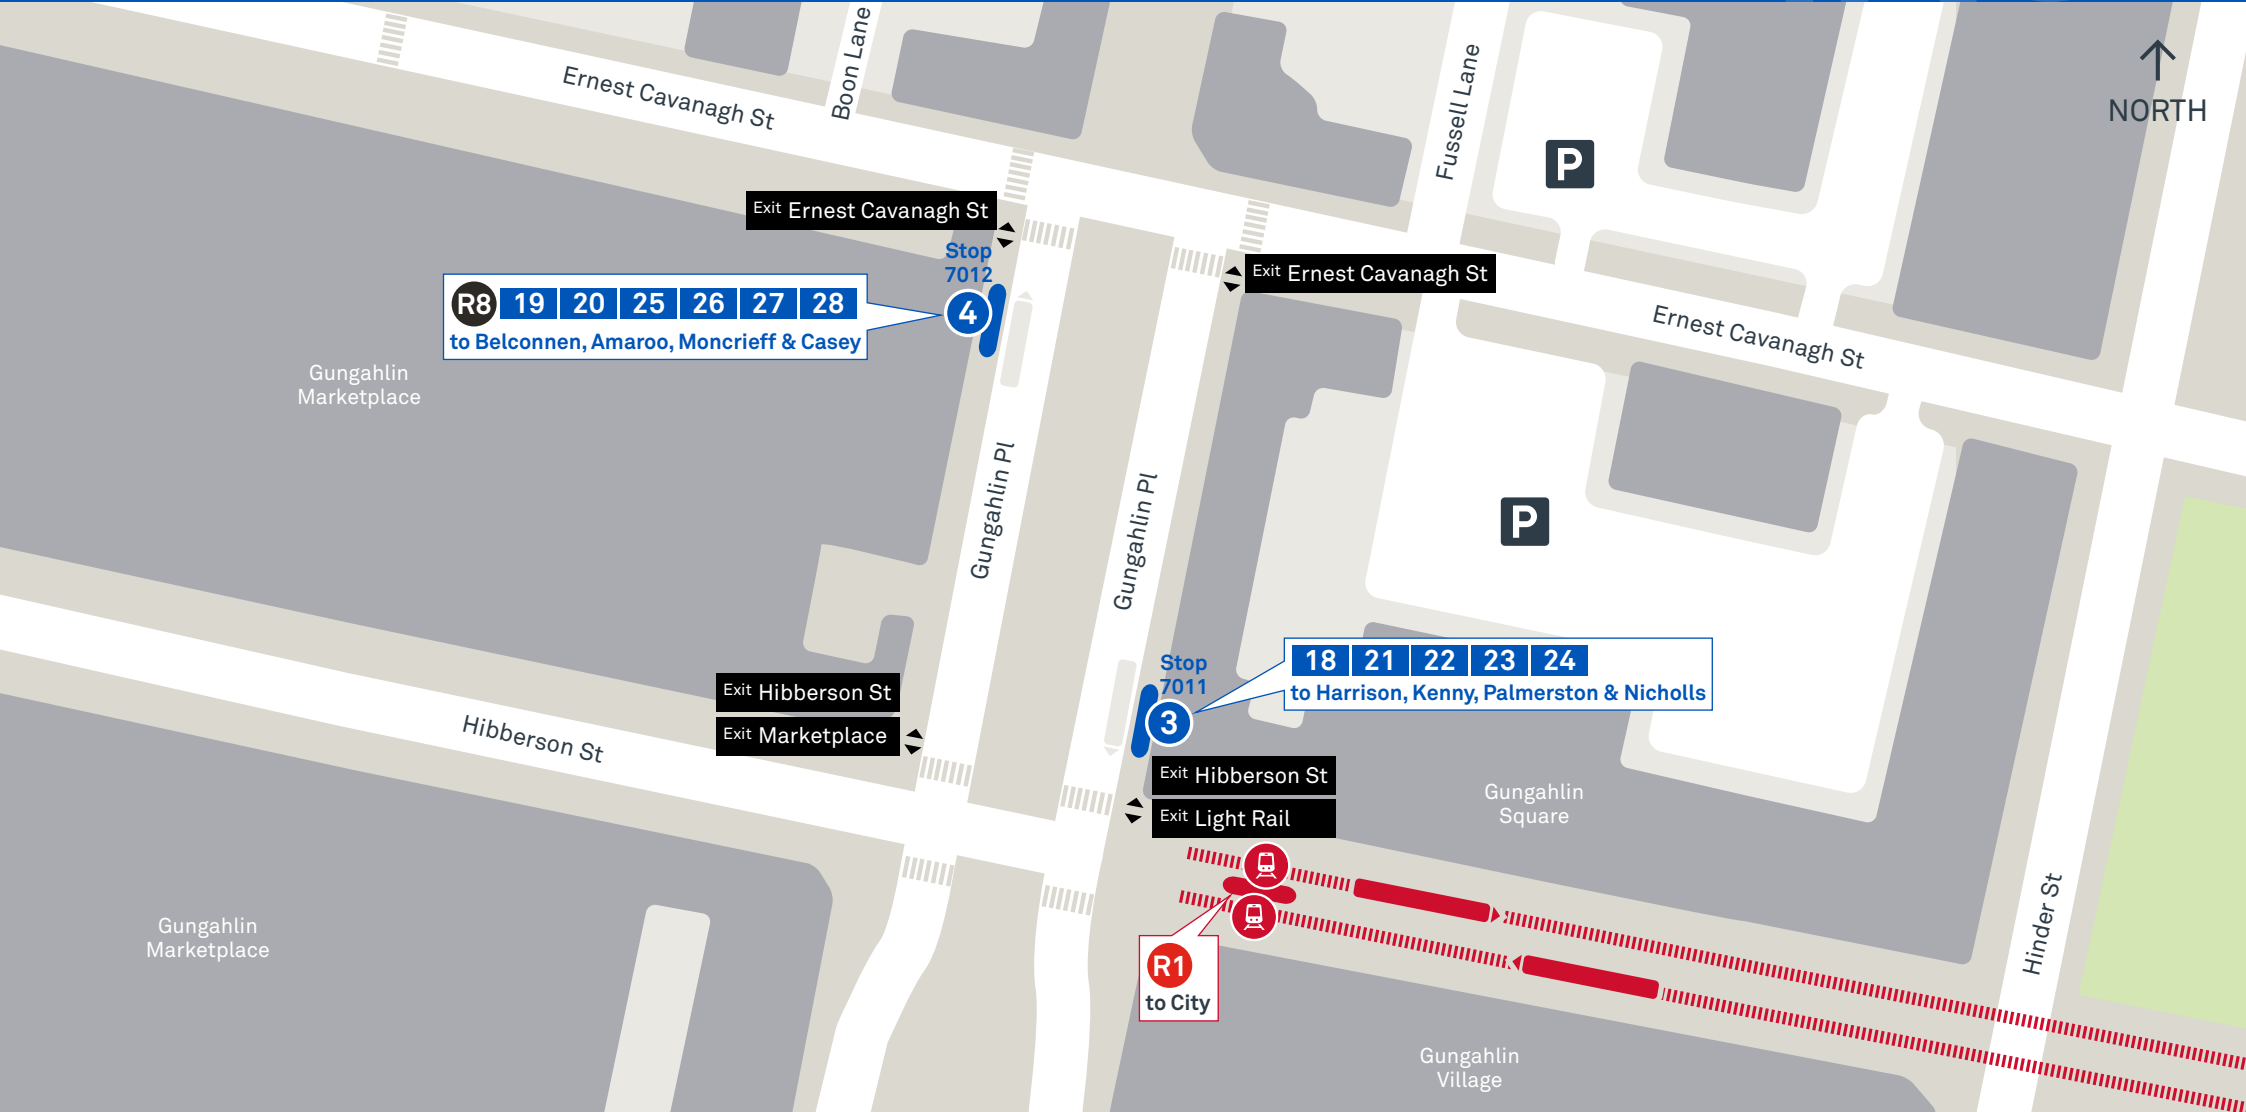 Boon Lane
Ernest Cavanagh St
Fussell Lane
P
NORTH
Exit Ernest Cavanagh St
Stop
7012
4
R8 19 20 25 26 27 28
to Belconnen, Amaroo, Moncrieff & Casey
Exit Ernest Cavanagh St
Ernest Cavanagh St
Gungahlin
Marketplace
Gungahlin Pl
Gungahlin Pl
P
Stop
7011
3
18 21 22 23 24
to Harrison, Kenny, Palmerston & Nicholls
Exit Hibberson St
Exit Marketplace
Hibberson St
Exit Hibberson St
Exit Light Rail
Gungahlin
Square
Gungahlin
Marketplace
R1
to City
Hinder St
Gungahlin
Village